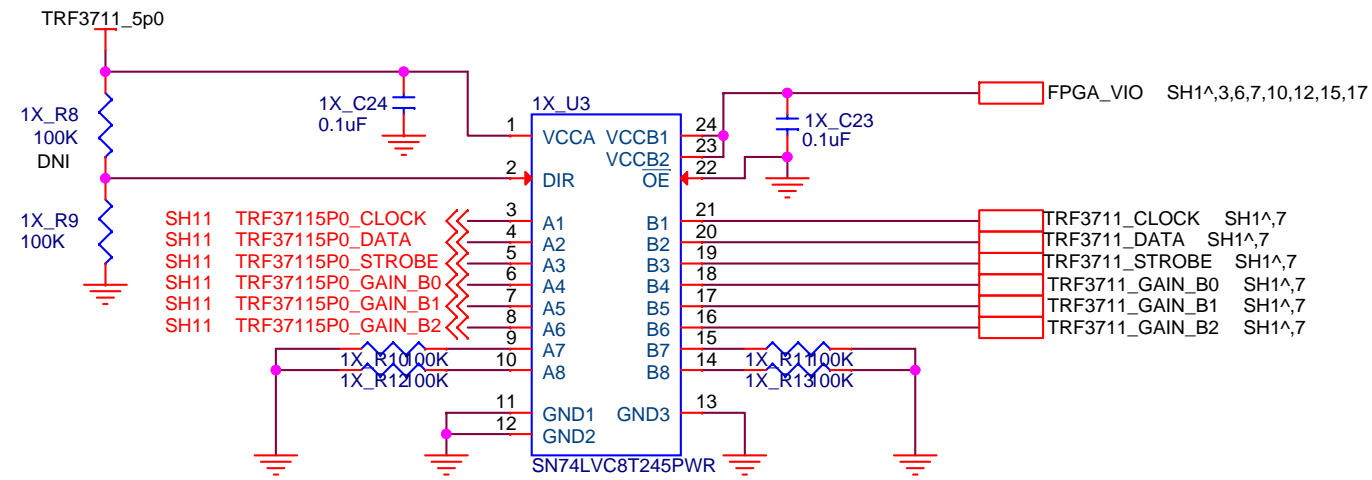 TRF3711_5p0
1X_R8
100K
DNI
1X_R9
100K
1X_C24
0.1uF
1X_U3
1X_C23
0.1uF
FPGA_VIO SH1^,3,6,7,10,12,15,17
1 VCCA VCCB1 24
VCCB2 23
2 DIR OE 22
SH11 TRF37115P0_CLOCK 3 A1 B1 21 TRF3711_CLOCK SH1^,7
SH11 TRF37115P0_DATA 4 A2 B2 20 TRF3711_DATA SH1^,7
SH11 TRF37115P0_STROBE 5 A3 B3 19 TRF3711_STROBE SH1^,7
SH11 TRF37115P0_GAIN_B0 6 A4 B4 18 TRF3711_GAIN_B0 SH1^,7
SH11 TRF37115P0_GAIN_B1 7 A5 B5 17 TRF3711_GAIN_B1 SH1^,7
SH11 TRF37115P0_GAIN_B2 8 A6 B6 16 TRF3711_GAIN_B2 SH1^,7
1X_R10 100K 9 A7 B7 15 1X_R11 100K
1X_R12 100K 10 A8 B8 14 1X_R13 100K
11 GND1 GND3 13
12 GND2
SN74LVC8T245PWR